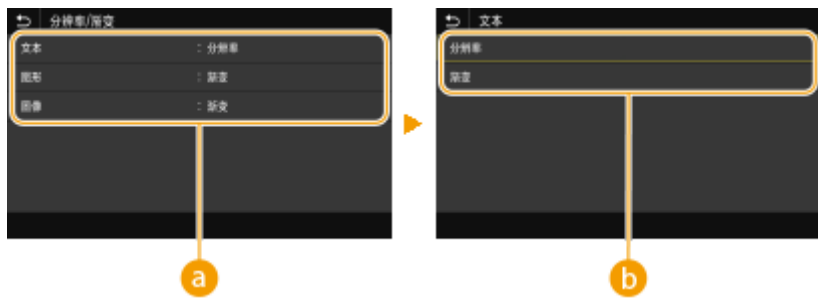 分辨率/渐变
文本 : 分辨率
图形 : 渐变
图像 : 渐变
a
文本
分辨率
渐变
b